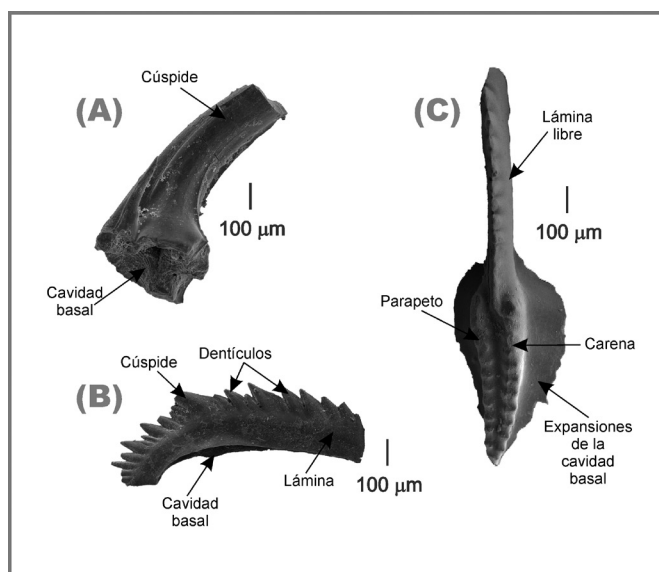 (A)
Cúspide
100 µm
Cavidad
basal
(B)
Cúspide
Dentículos
Cavidad
basal
Lámina
100 µm
(C)
Lámina
libre
100 µm
Parapeto
Carena
Expansiones
de la
cavidad
basal